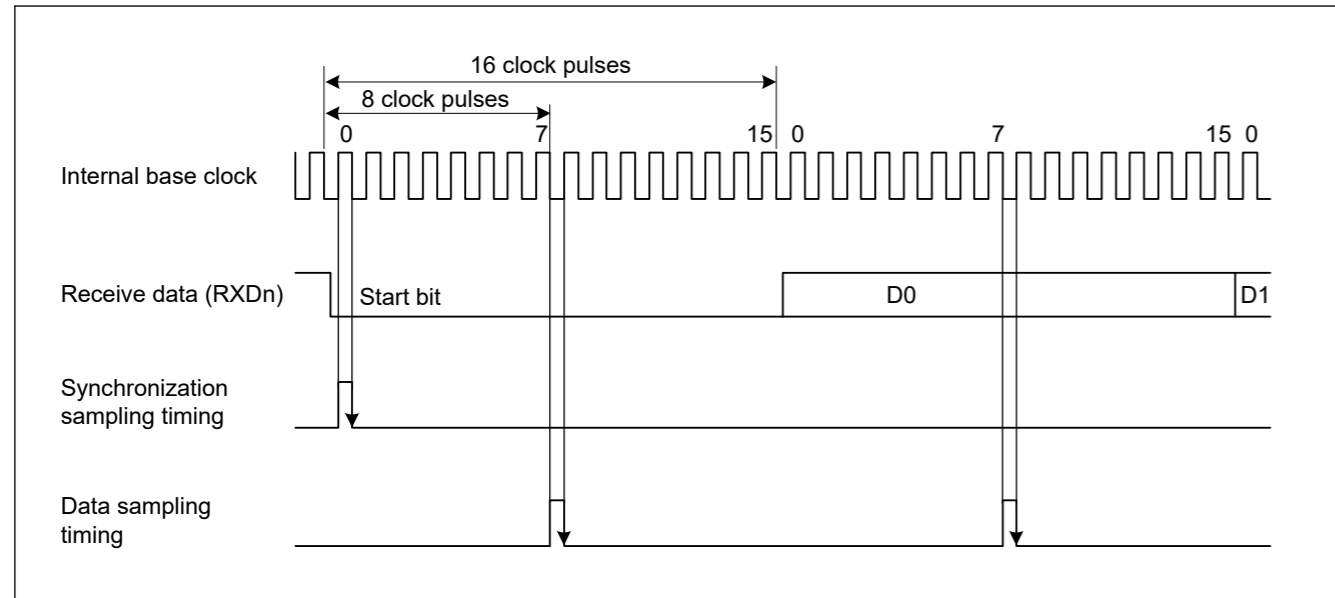 16 clock pulses
8 clock pulses
0 7 15 0 7 15 0
Internal base clock
Receive data (RXDn)
Start bit
D0
D1
Synchronization
sampling timing
Data sampling
timing